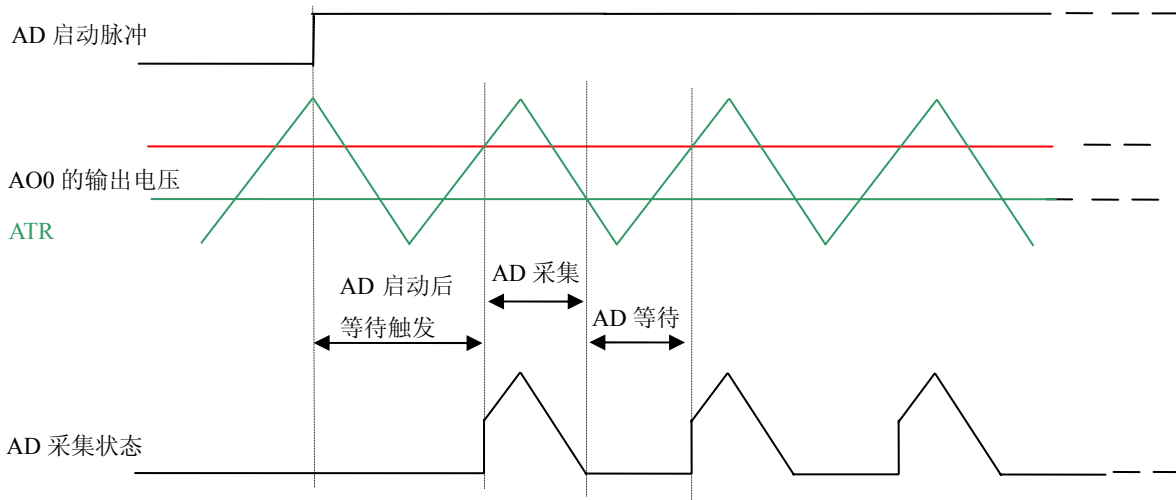 AD 启动脉冲
AO0 的输出电压
ATR
AD 启动后
等待触发
AD 采集
AD 等待
AD 采集状态